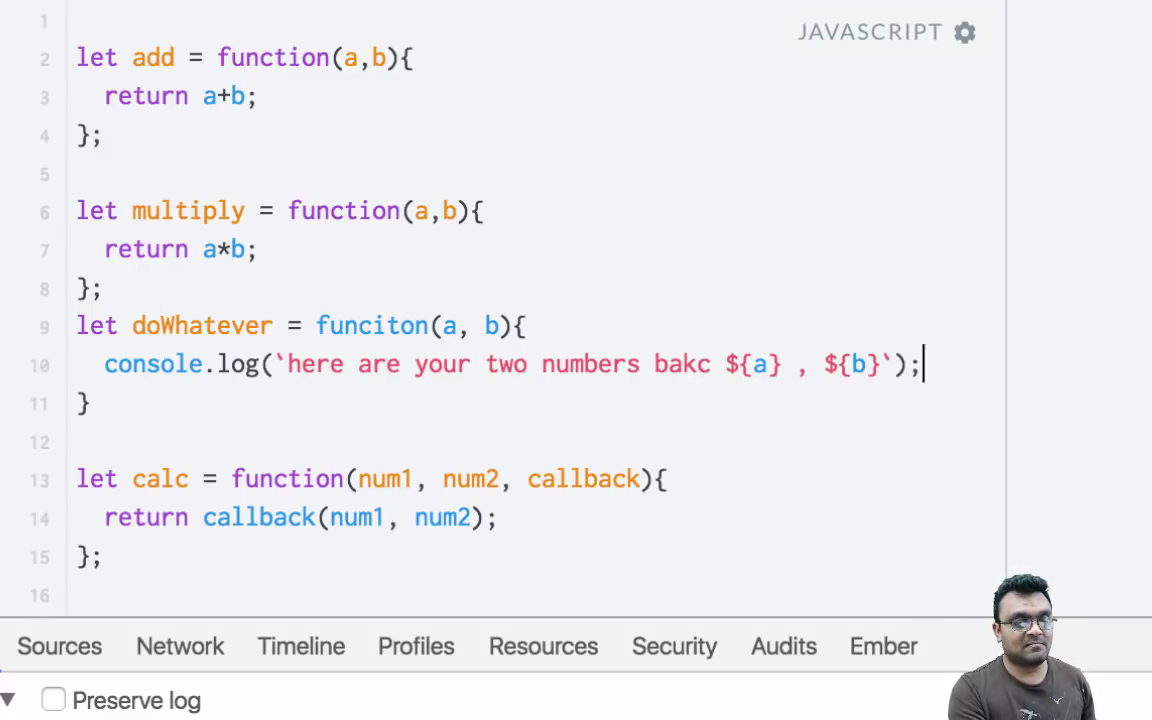 JAVASCRIPT
1
2 let add = function(a,b){
3 return a+b;
4 };
5
6 let multiply = function(a,b){
7 return a*b;
8 };
9 let doWhatever = funciton(a, b){
10 console.log(`here are your two numbers bakc ${a} , ${b}`);
11 }
12
13 let calc = function(num1, num2, callback){
14 return callback(num1, num2);
15 };
16
Sources Network Timeline Profiles Resources Security Audits Ember
Preserve log